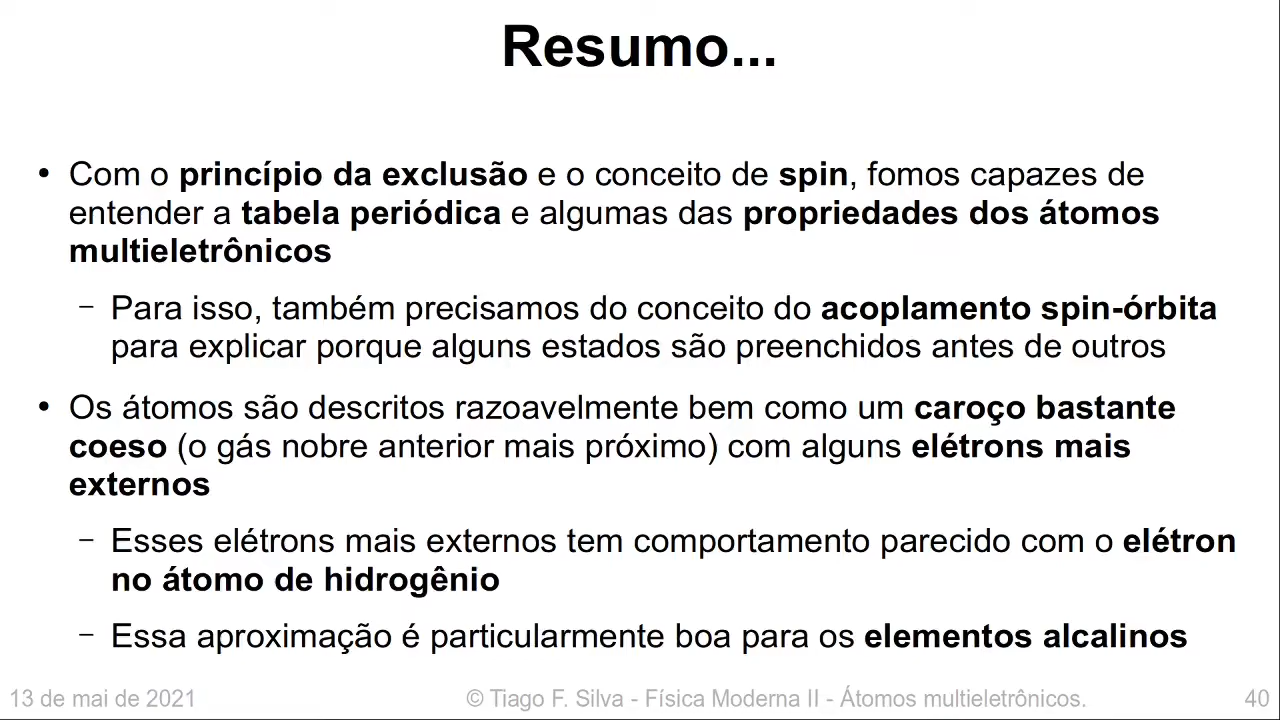 Resumo...
• Com o princípio da exclusão e o conceito de spin, fomos capazes de
entender a tabela periódica e algumas das propriedades dos átomos
multieletrônicos
– Para isso, também precisamos do conceito do acoplamento spin-órbita
para explicar porque alguns estados são preenchidos antes de outros
• Os átomos são descritos razoavelmente bem como um caroço bastante
coeso (o gás nobre anterior mais próximo) com alguns elétrons mais
externos
– Esses elétrons mais externos tem comportamento parecido com o elétron
no átomo de hidrogênio
– Essa aproximação é particularmente boa para os elementos alcalinos
13 de mai de 2021 © Tiago F. Silva - Física Moderna II - Átomos multieletrônicos. 40